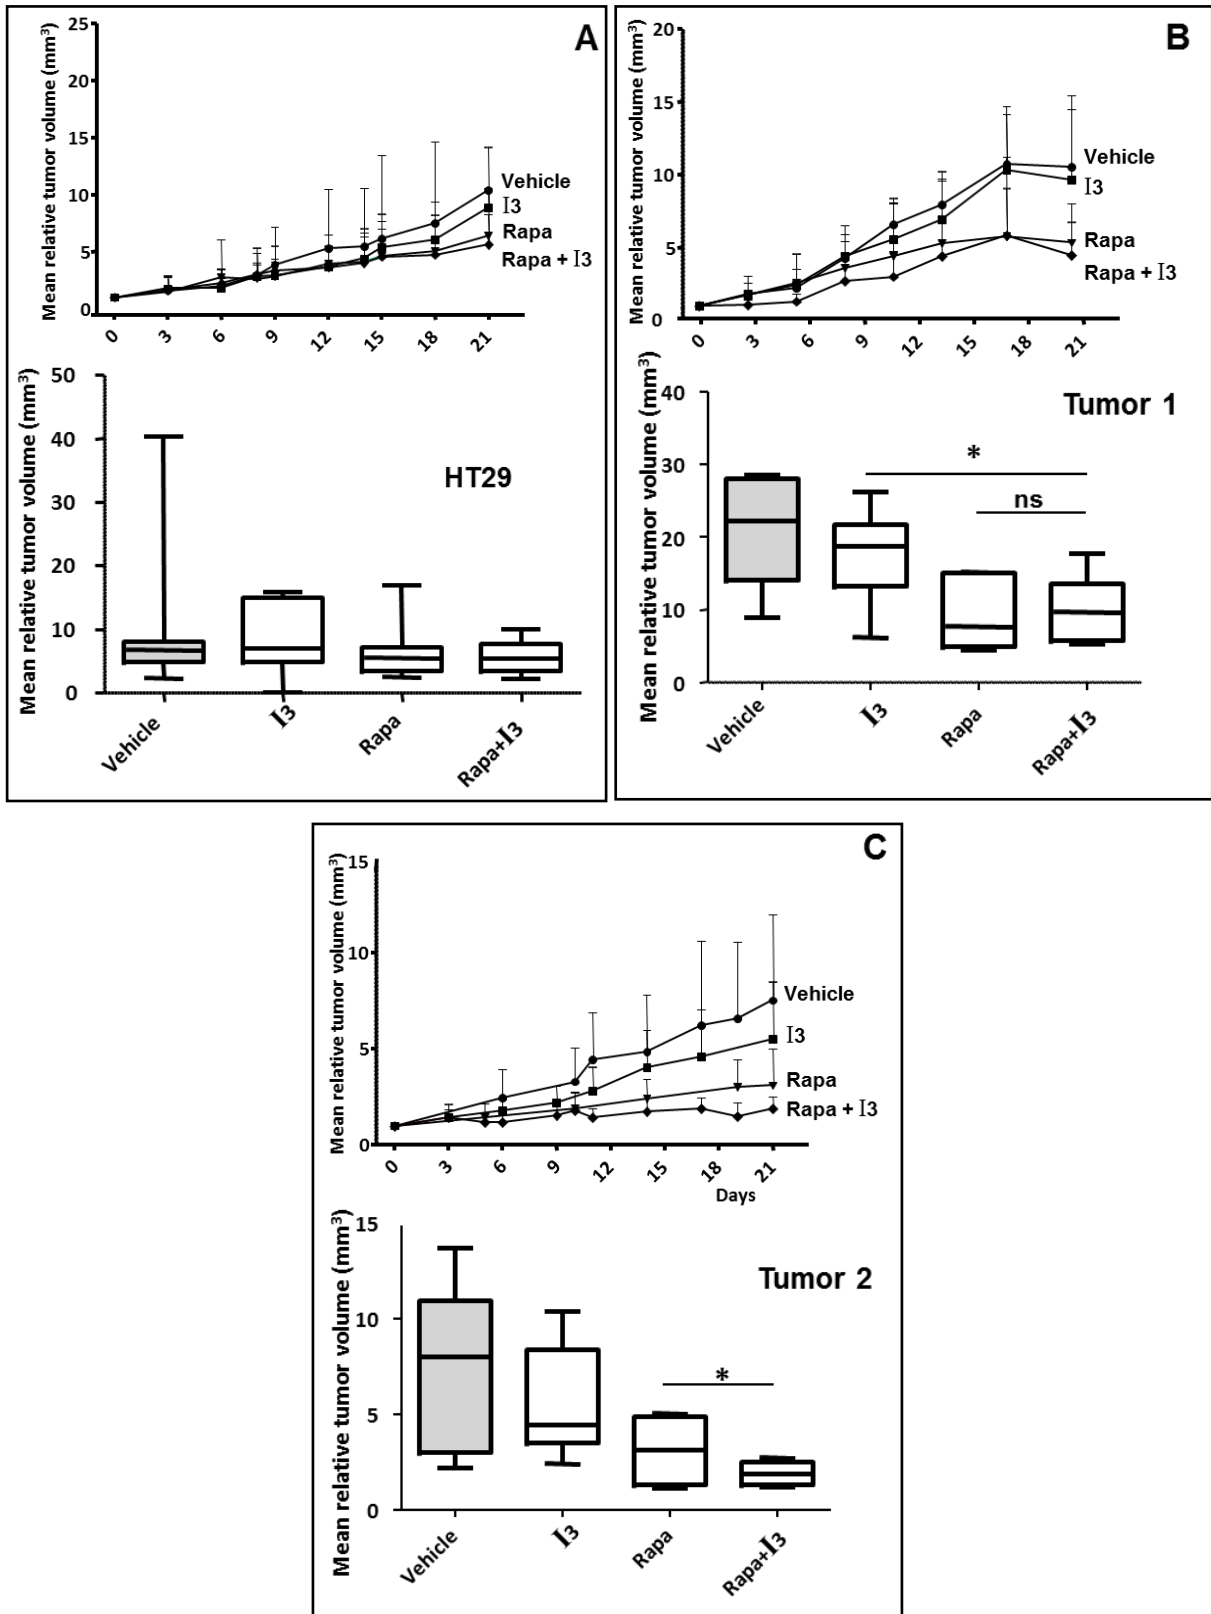 A
Mean relative tumor volume (mm³)
25
20
15
10
5
0
Vehicle
I3
Rapa
Rapa + I3
0 3 6 9 12 15 18 21
Mean relative tumor volume (mm³)
50
40
30
20
10
0
HT29
Vehicle I3 Rapa Rapa+I3
B
Mean relative tumor volume (mm³)
20
15
10
5
0
Vehicle
I3
Rapa
Rapa + I3
0 3 6 9 12 15 18 21
Mean relative tumor volume (mm³)
40
30
20
10
0
Tumor 1
*
ns
Vehicle I3 Rapa Rapa+I3
C
Mean relative tumor volume (mm³)
15
10
5
0
Vehicle
I3
Rapa
Rapa + I3
0 3 6 9 12 15 18 21
Days
Mean relative tumor volume (mm³)
15
10
5
0
Tumor 2
*
Vehicle I3 Rapa Rapa+I3